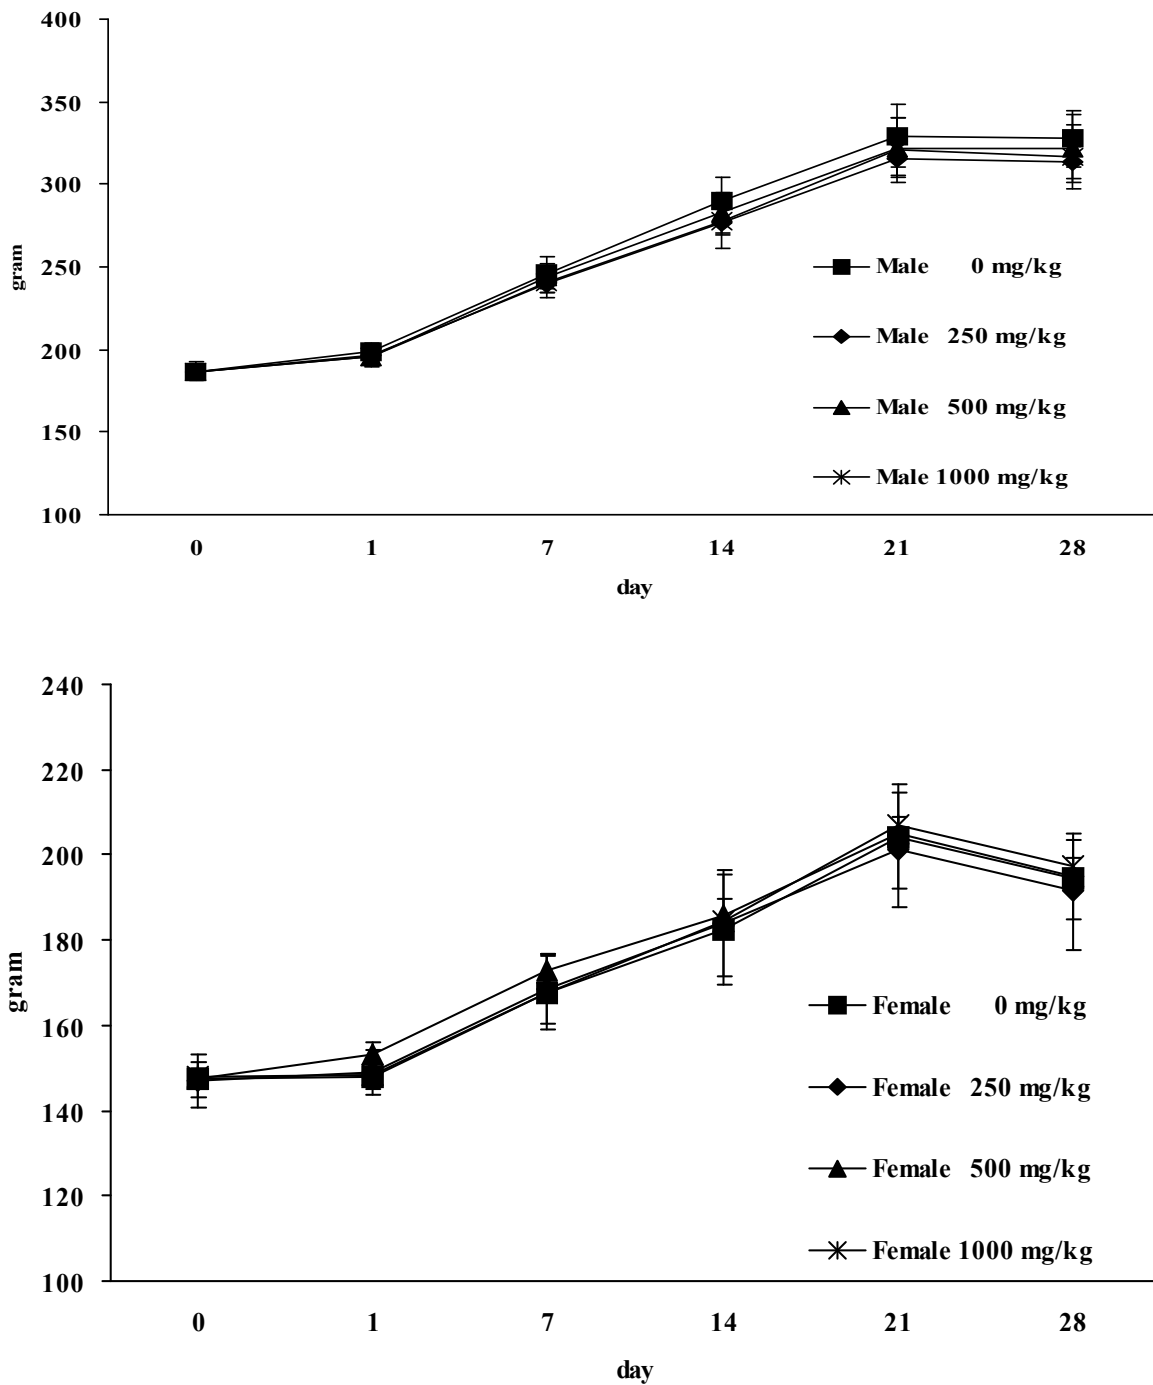 400
350
300
250
200
150
100
gram
Male 0 mg/kg
Male 250 mg/kg
Male 500 mg/kg
Male 1000 mg/kg
0 1 7 14 21 28
day
240
220
200
180
160
140
120
100
gram
Female 0 mg/kg
Female 250 mg/kg
Female 500 mg/kg
Female 1000 mg/kg
0 1 7 14 21 28
day